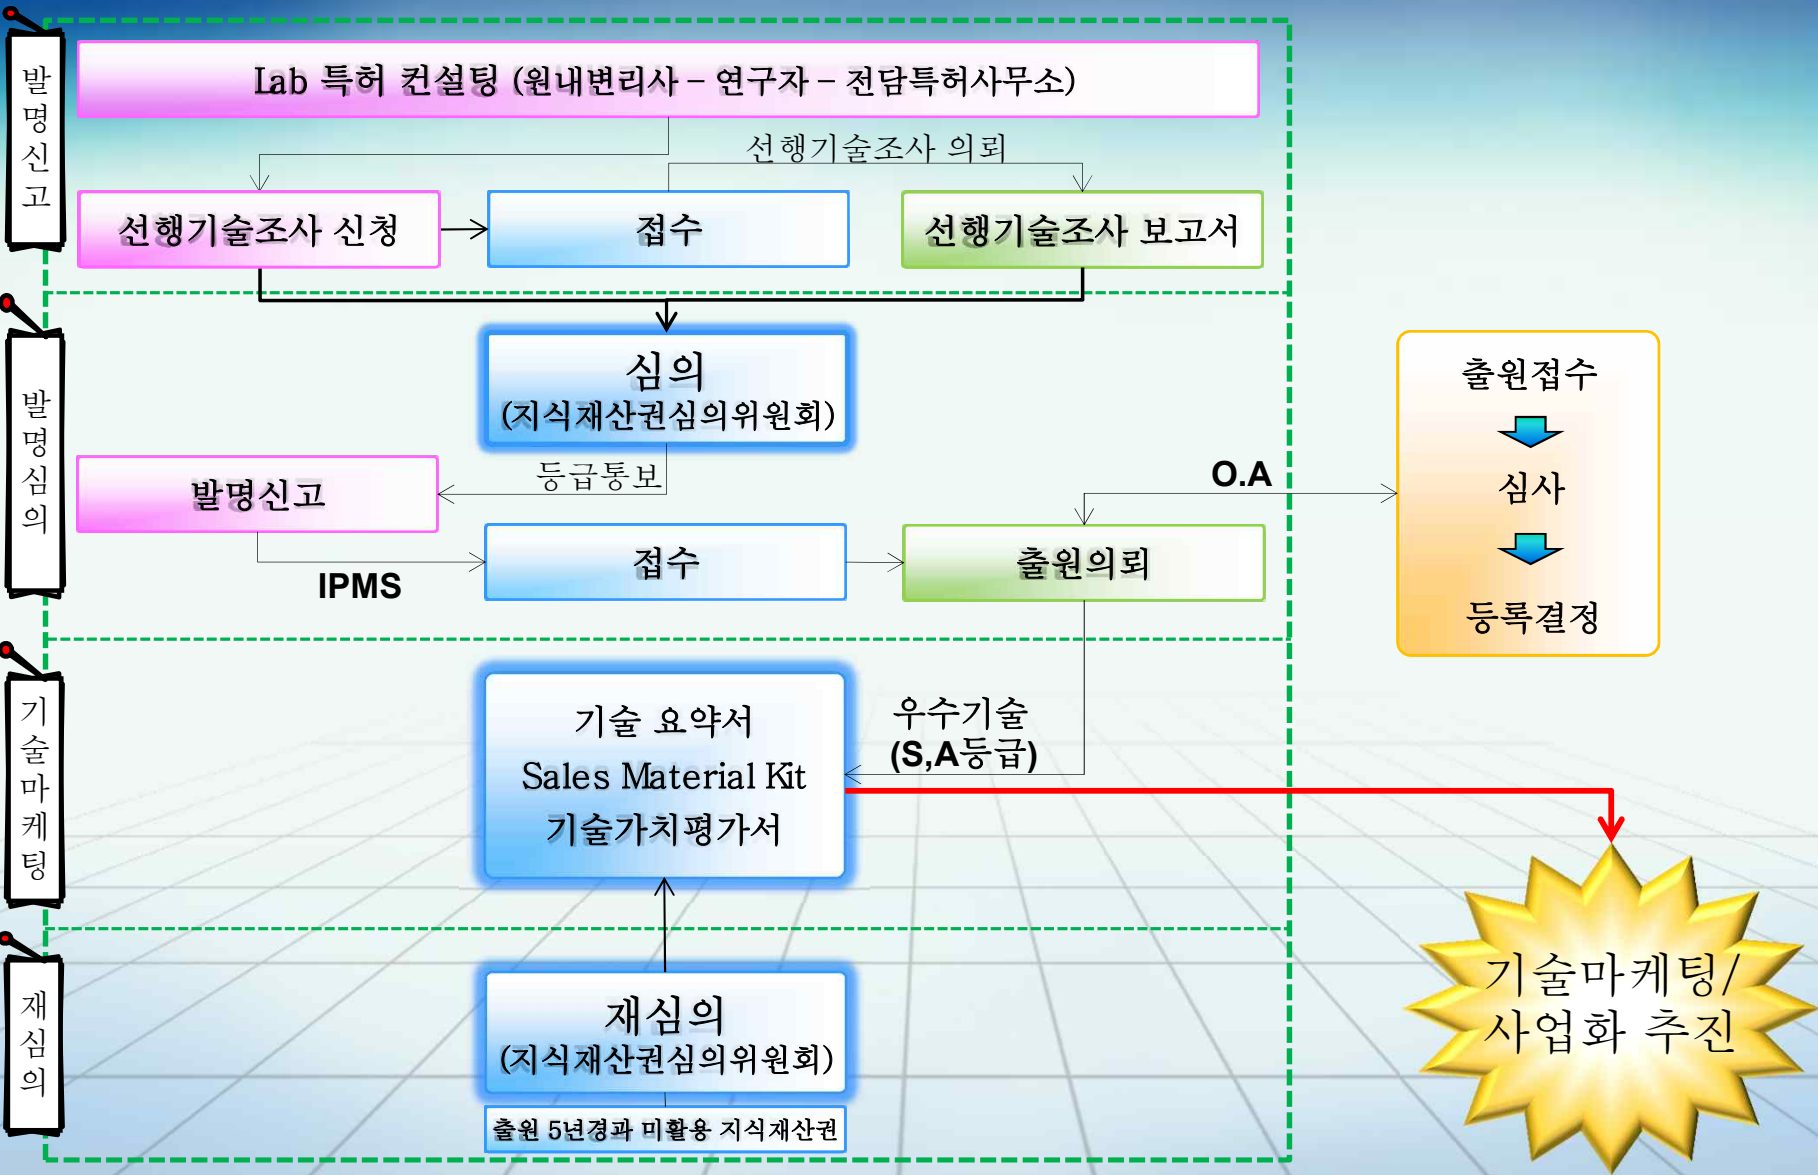 발명신고
Lab 특허 컨설팅 (원내변리사 – 연구자 – 전담특허사무소)
선행기술조사 의뢰
선행기술조사 신청
접수
선행기술조사 보고서
발명심의
심의
(지식재산권심의위원회)
등급통보
발명신고
IPMS
접수
출원의뢰
O.A
출원접수
심사
등록결정
기술마케팅
기술 요약서
Sales Material Kit
기술가치평가서
우수기술
(S,A등급)
기술마케팅/
사업화 추진
재심의
재심의
(지식재산권심의위원회)
출원 5년경과 미활용 지식재산권